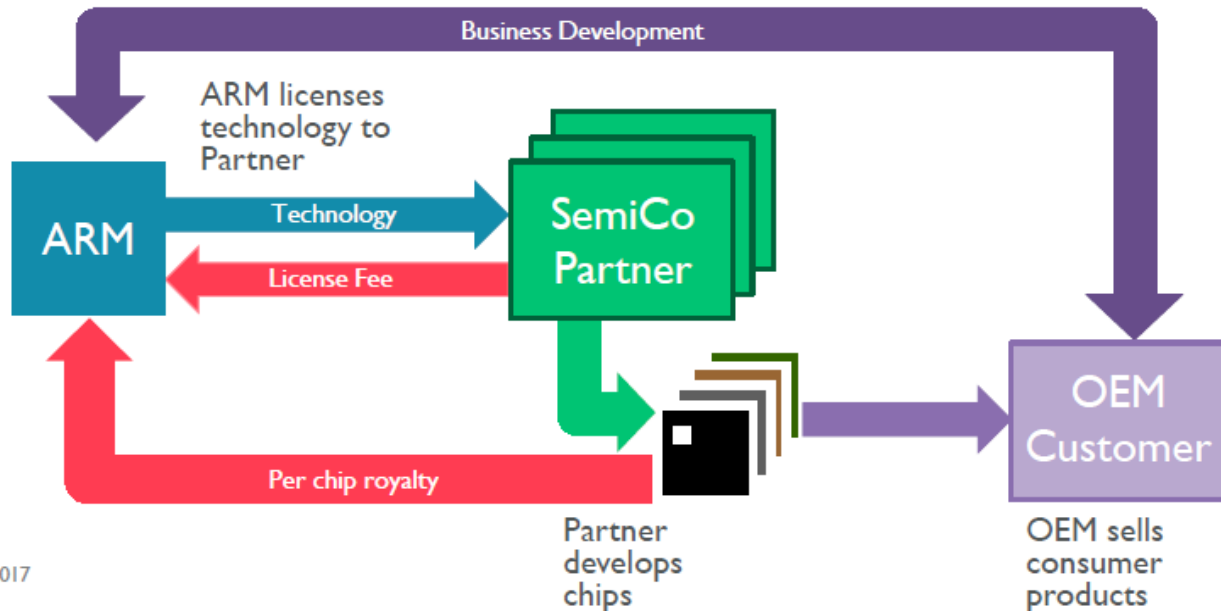 Business Development
ARM licenses
technology to
Partner
ARM
Technology
License Fee
SemiCo
Partner
Per chip royalty
OEM
Customer
Partner
develops
chips
OEM sells
consumer
products
017